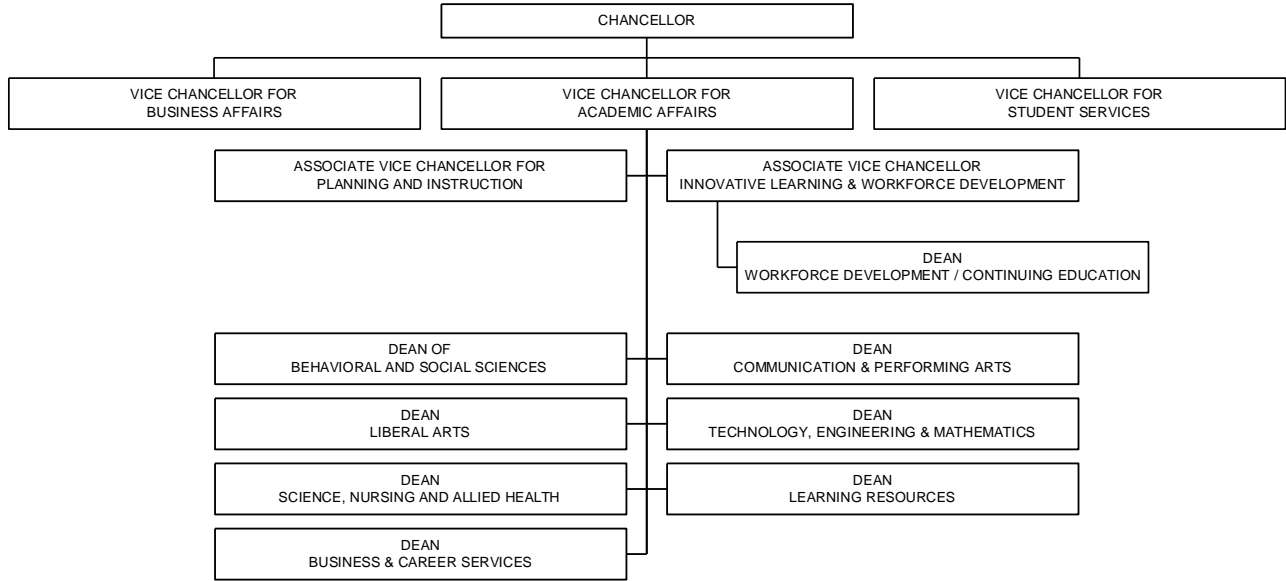 CHANCELLOR
VICE CHANCELLOR FOR
BUSINESS AFFAIRS
VICE CHANCELLOR FOR
ACADEMIC AFFAIRS
VICE CHANCELLOR FOR
STUDENT SERVICES
ASSOCIATE VICE CHANCELLOR FOR
PLANNING AND INSTRUCTION
ASSOCIATE VICE CHANCELLOR
INNOVATIVE LEARNING & WORKFORCE DEVELOPMENT
DEAN
WORKFORCE DEVELOPMENT / CONTINUING EDUCATION
DEAN OF
BEHAVIORAL AND SOCIAL SCIENCES
DEAN
COMMUNICATION & PERFORMING ARTS
DEAN
LIBERAL ARTS
DEAN
TECHNOLOGY, ENGINEERING & MATHEMATICS
DEAN
SCIENCE, NURSING AND ALLIED HEALTH
DEAN
LEARNING RESOURCES
DEAN
BUSINESS & CAREER SERVICES